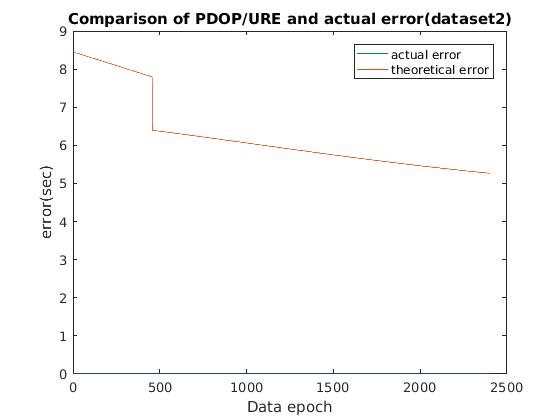 Comparison of PDOP/URE and actual error(dataset2)
actual error
theoretical error
9
8
7
6
5
4
3
2
1
0
error(sec)
0 500 1000 1500 2000 2500
Data epoch